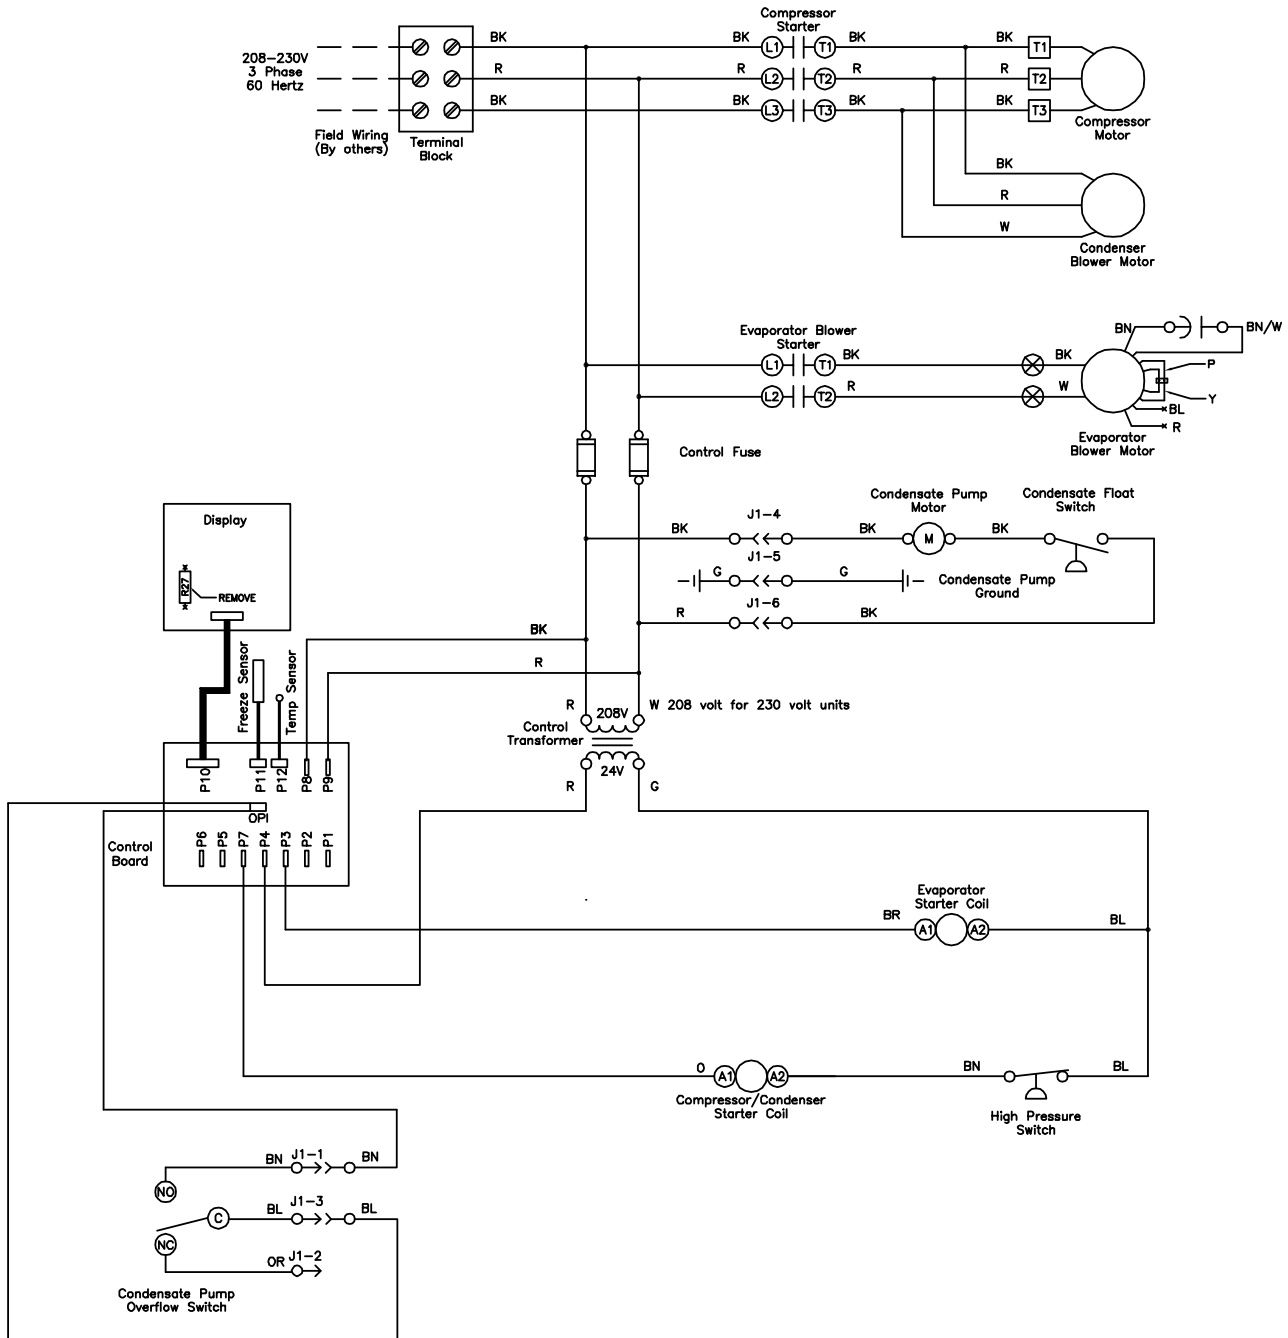 Compressor
Starter
208-230V
3 Phase
60 Hertz
BK
BK
L1
T1
BK
BK
T1
R
R
L2
T2
R
R
T2
BK
BK
L3
T3
BK
BK
T3
Field Wiring
(By others)
Terminal
Block
Compressor
Motor
BK
R
W
Condenser
Blower Motor
Evaporator Blower
Starter
BN
BN/W
L1
T1
BK
BK
P
L2
T2
R
W
Y
BL
R
Evaporator
Blower Motor
Control Fuse
Display
R27
REMOVE
Condensate Pump
Motor
Condensate Float
Switch
BK
J1-4
BK
M
BK
G
J1-5
G
Condensate Pump
Ground
R
J1-6
BK
BK
R
Freeze Sensor
Temp Sensor
R
208V
W 208 volt for 230 volt units
Control
Transformer
24V
R
G
P10
P11
P12
P8
P9
OPI
Control
Board
P6
P5
P7
P4
P3
P2
P1
Evaporator
Starter Coil
BR
A1
A2
BL
O
A1
A2
BN
BL
Compressor/Condenser
Starter Coil
High Pressure
Switch
BN
J1-1
BN
NO
C
BL
J1-3
BL
NC
OR
J1-2
Condensate Pump
Overflow Switch